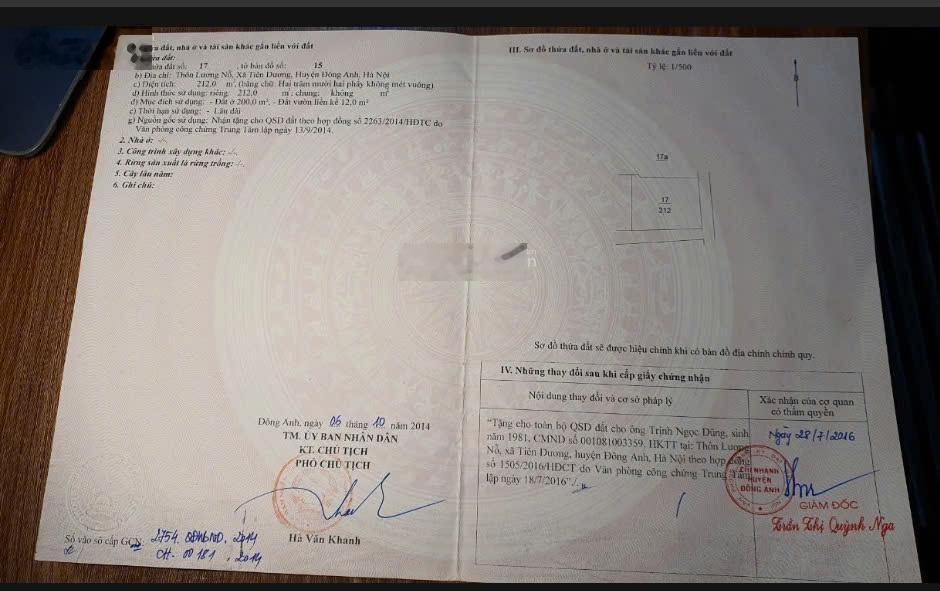 đất, nhà ở và tài sản khác gắn liền với đất
đất:
đất số: 17 , tờ bản đồ số: 15
b) Địa chỉ: Thôn Lương Nỗ, Xã Tiên Dương, Huyện Đông Anh, Hà Nội
c) Diện tích: 212,0 m², (bằng chữ: Hai trăm mười hai phảy không mét vuông)
d) Hình thức sử dụng: riêng: 212,0 m²; chung: không m²
đ) Mục đích sử dụng: - Đất ở 200,0 m², - Đất vườn liền kề 12,0 m²
e) Thời hạn sử dụng: - Lâu dài
g) Nguồn gốc sử dụng: Nhận tặng cho QSD đất theo hợp đồng số 2263/2014/HĐTC do
Văn phòng công chứng Trung Tâm lập ngày 13/9/2014.
2. Nhà ở: -/-.
3. Công trình xây dựng khác: -/-.
4. Rừng sản xuất là rừng trồng: -/-.
5. Cây lâu năm:
6. Ghi chú:
Đông Anh, ngày 06 tháng 10 năm 2014
TM. ỦY BAN NHÂN DÂN
KT. CHỦ TỊCH
PHÓ CHỦ TỊCH
Hà Văn Khanh
Số vào sổ cấp GCN: 2754. QĐUBND. 2014
CH. 00181 . 2014
III. Sơ đồ thửa đất, nhà ở và tài sản khác gắn liền với đất
Tỷ lệ: 1/500
17a
17
212
Sơ đồ thửa đất sẽ được hiệu chỉnh khi có bản đồ địa chính chính quy.
IV. Những thay đổi sau khi cấp giấy chứng nhận
Nội dung thay đổi và cơ sở pháp lý
Xác nhận của cơ quan
có thẩm quyền
"Tặng cho toàn bộ QSD đất cho ông Trịnh Ngọc Dũng, sinh
năm 1981, CMND số 001081003359. HKTT tại: Thôn Lương
Nỗ, xã Tiên Dương, huyện Đông Anh, Hà Nội theo hợp đồng
số 1505/2016/HĐCT do Văn phòng công chứng Trung Tâm
lập ngày 18/7/2016"./.
Ngày 28/7/2016
CHI NHÁNH
HUYỆN
ĐÔNG ANH
GIÁM ĐỐC
Trần Thị Quỳnh Nga